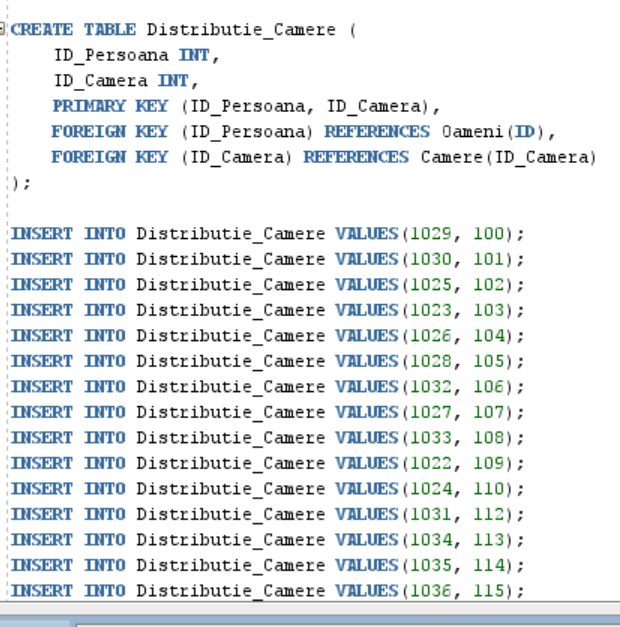 CREATE TABLE Distributie_Camere (
    ID_Persoana INT,
    ID_Camera INT,
    PRIMARY KEY (ID_Persoana, ID_Camera),
    FOREIGN KEY (ID_Persoana) REFERENCES Oameni(ID),
    FOREIGN KEY (ID_Camera) REFERENCES Camere(ID_Camera)
);
INSERT INTO Distributie_Camere VALUES(1029, 100);
INSERT INTO Distributie_Camere VALUES(1030, 101);
INSERT INTO Distributie_Camere VALUES(1025, 102);
INSERT INTO Distributie_Camere VALUES(1023, 103);
INSERT INTO Distributie_Camere VALUES(1026, 104);
INSERT INTO Distributie_Camere VALUES(1028, 105);
INSERT INTO Distributie_Camere VALUES(1032, 106);
INSERT INTO Distributie_Camere VALUES(1027, 107);
INSERT INTO Distributie_Camere VALUES(1033, 108);
INSERT INTO Distributie_Camere VALUES(1022, 109);
INSERT INTO Distributie_Camere VALUES(1024, 110);
INSERT INTO Distributie_Camere VALUES(1031, 112);
INSERT INTO Distributie_Camere VALUES(1034, 113);
INSERT INTO Distributie_Camere VALUES(1035, 114);
INSERT INTO Distributie_Camere VALUES(1036, 115);